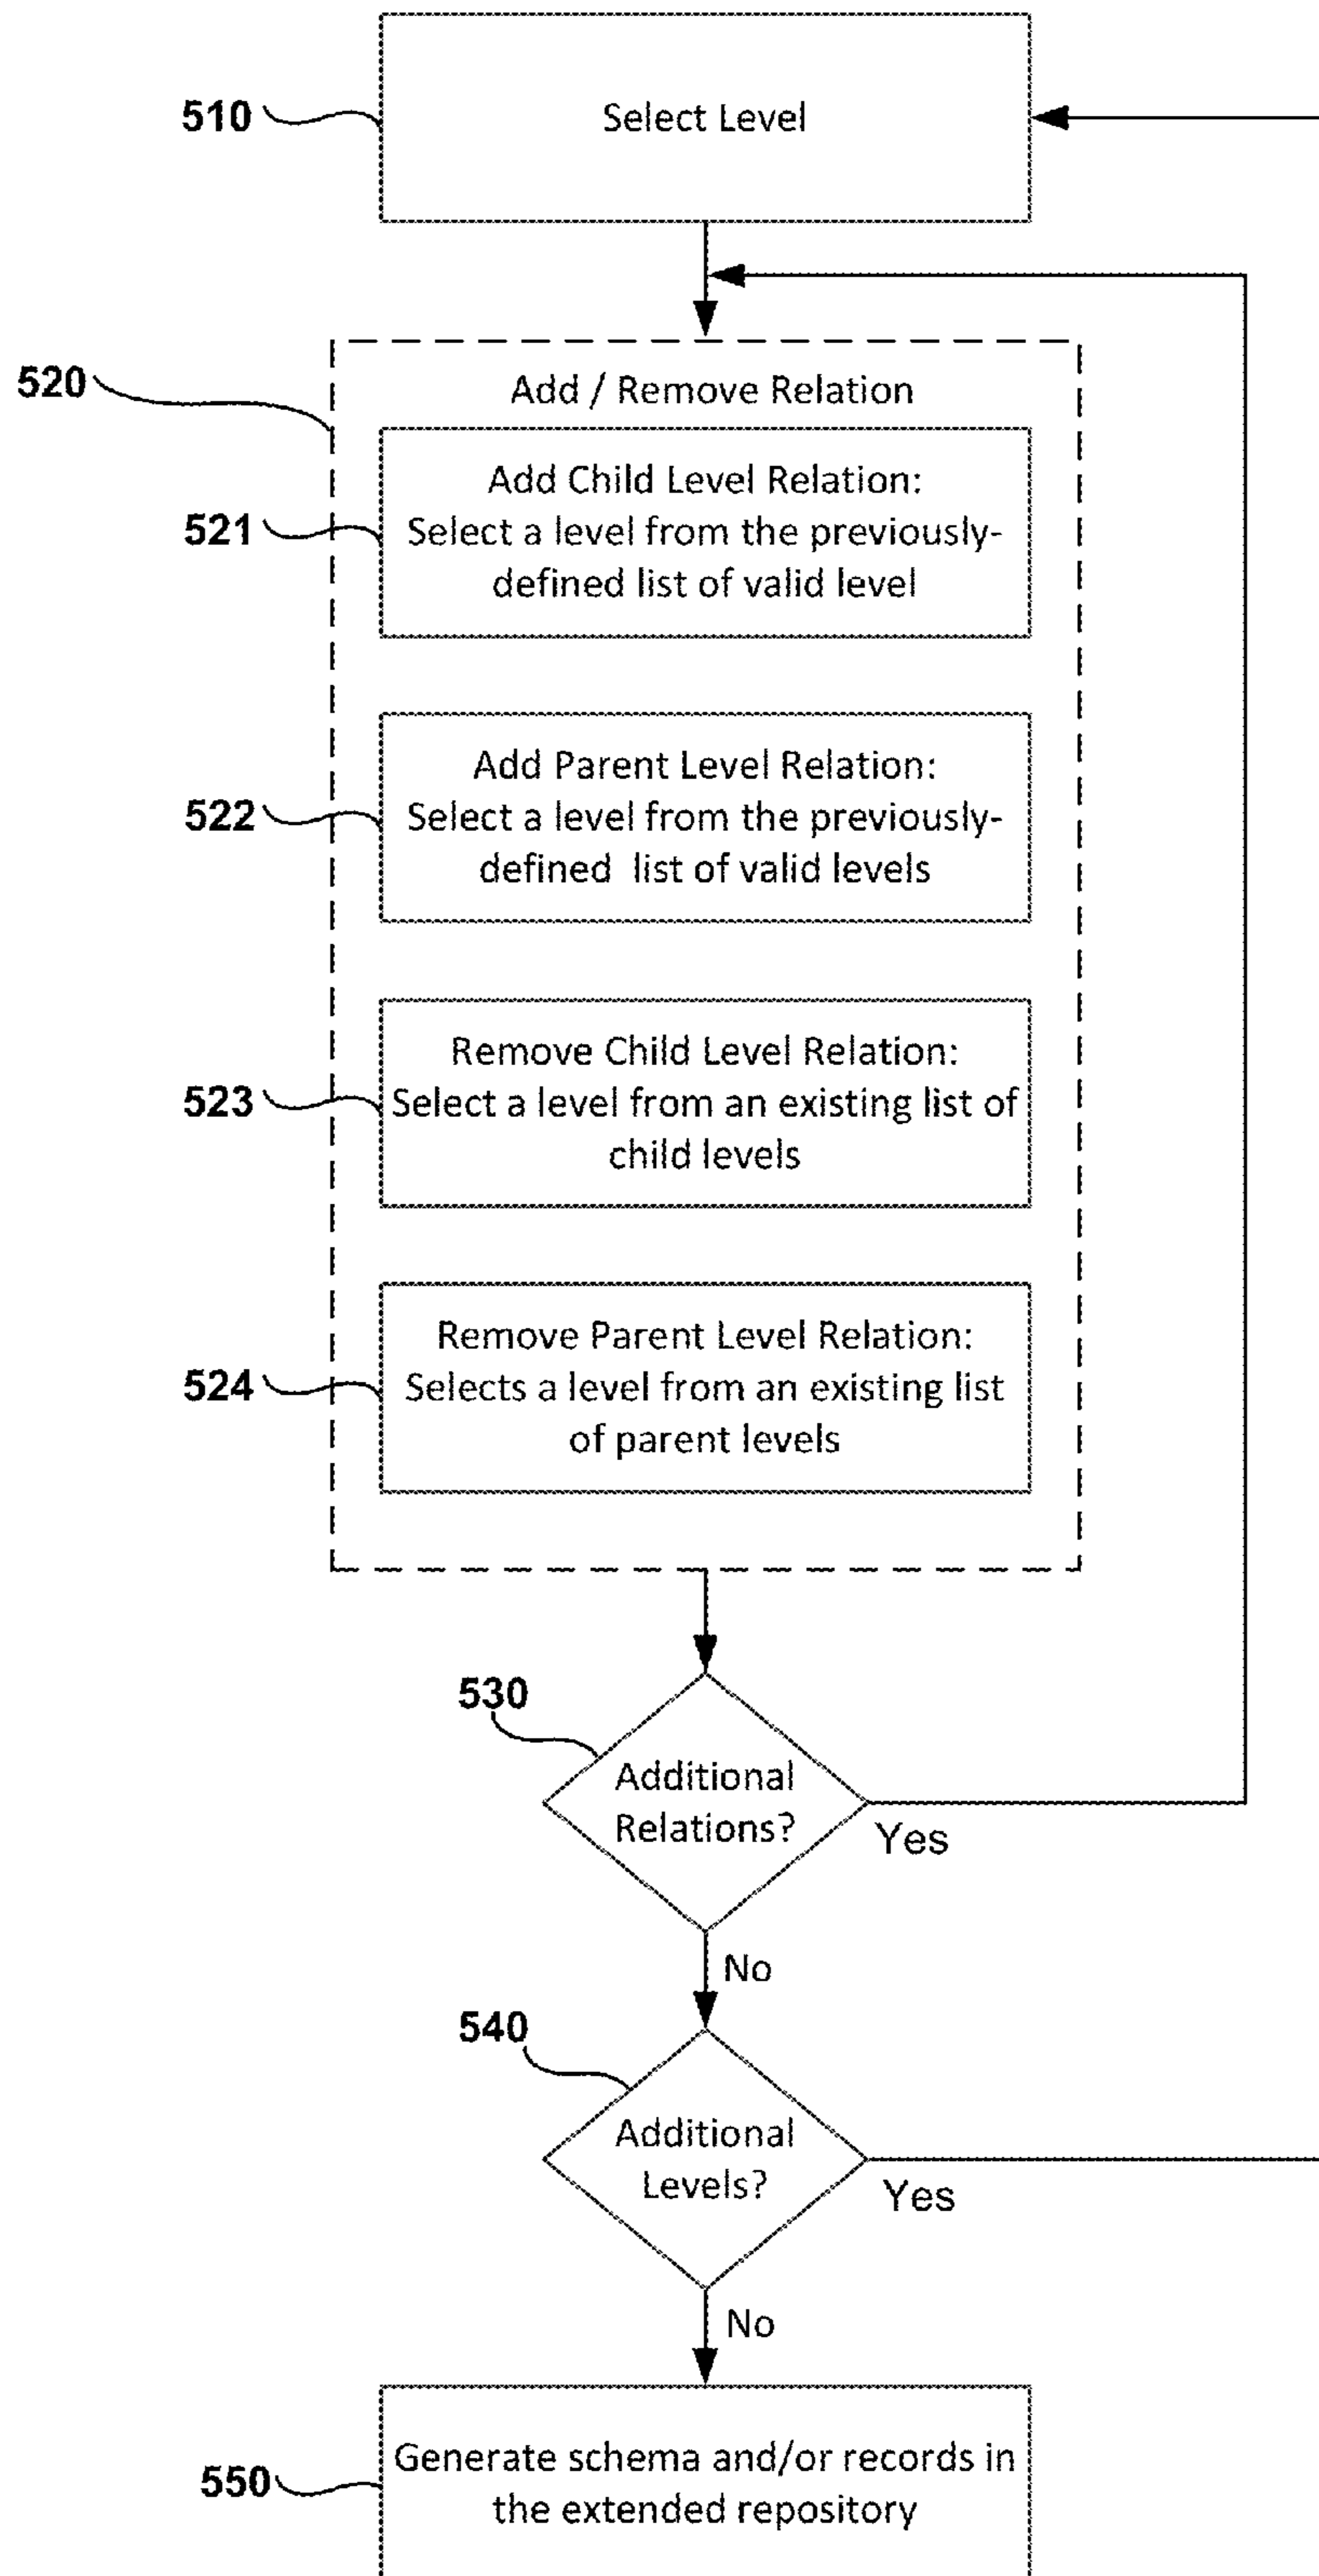 510
Select Level
520
Add / Remove Relation
521
Add Child Level Relation:
Select a level from the previously-
defined list of valid level
522
Add Parent Level Relation:
Select a level from the previously-
defined list of valid levels
523
Remove Child Level Relation:
Select a level from an existing list of
child levels
524
Remove Parent Level Relation:
Selects a level from an existing list
of parent levels
530
Additional
Relations?
Yes
No
540
Additional
Levels?
Yes
No
550
Generate schema and/or records in
the extended repository